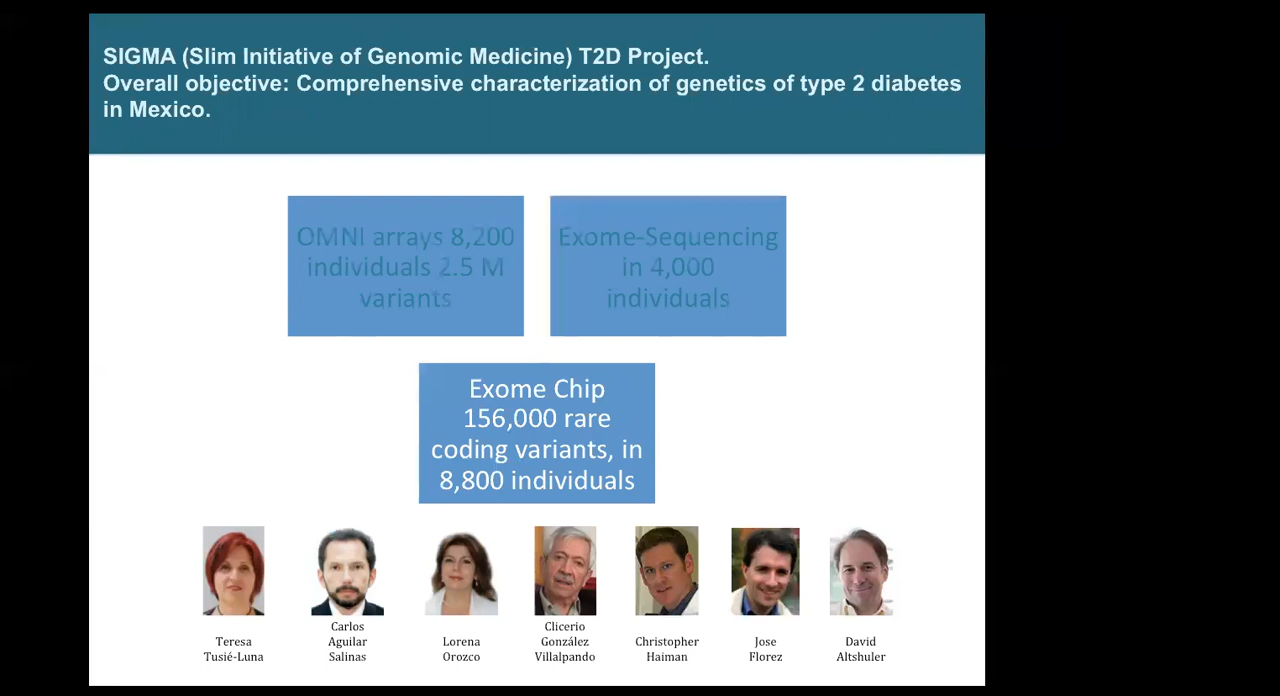 SIGMA (Slim Initiative of Genomic Medicine) T2D Project.
Overall objective: Comprehensive characterization of genetics of type 2 diabetes
in Mexico.
OMNI arrays 8,200
individuals 2.5 M
variants
Exome-Sequencing
in 4,000
individuals
Exome Chip
156,000 rare
coding variants, in
8,800 individuals
Teresa
Tusié-Luna
Carlos
Aguilar
Salinas
Lorena
Orozco
Clicerio
González
Villalpando
Christopher
Haiman
Jose
Florez
David
Altshuler